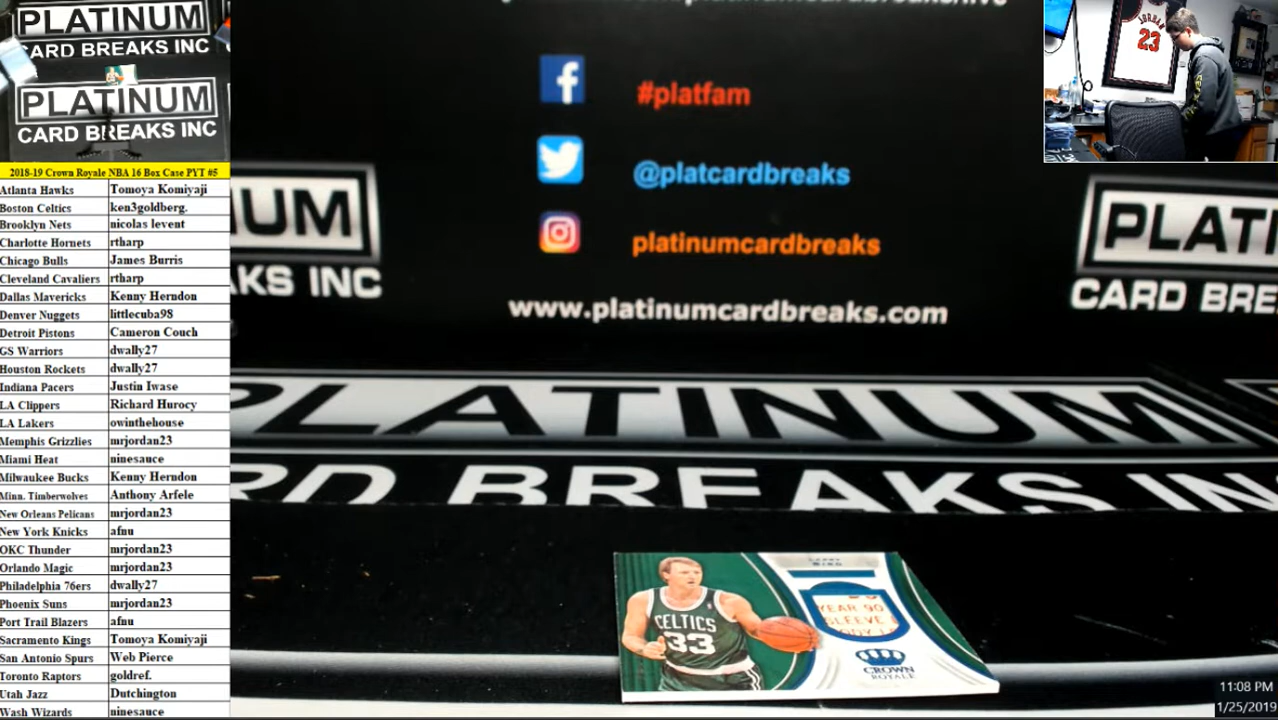 PLATINUM
CARD BREAKS INC
PLATINUM
CARD BREAKS INC
2018-19 Crown Royale NBA 16 Box Case PYT #5
Atlanta Hawks Tomoya Komiyaji
Boston Celtics ken3goldberg.
Brooklyn Nets nicolas levent
Charlotte Hornets rtharp
Chicago Bulls James Burris
Cleveland Cavaliers rtharp
Dallas Mavericks Kenny Herndon
Denver Nuggets littlecuba98
Detroit Pistons Cameron Couch
GS Warriors dwally27
Houston Rockets dwally27
Indiana Pacers Justin Iwase
LA Clippers Richard Hurocy
LA Lakers owinthehouse
Memphis Grizzlies mrjordan23
Miami Heat ninesauce
Milwaukee Bucks Kenny Herndon
Minn. Timberwolves Anthony Arfele
New Orleans Pelicans mrjordan23
New York Knicks afnu
OKC Thunder mrjordan23
Orlando Magic mrjordan23
Philadelphia 76ers dwally27
Phoenix Suns mrjordan23
Port Trail Blazers afnu
Sacramento Kings Tomoya Komiyaji
San Antonio Spurs Web Pierce
Toronto Raptors goldref.
Utah Jazz Dutchington
Wash Wizards ninesauce
#platfam
@platcardbreaks
platinumcardbreaks
www.platinumcardbreaks.com
UM
KS INC
PLATI
CARD BRE
PLATINUM
RD BREAKS IN
JORDAN
23
BIRD
CELTICS
33
YEAR 90
SLEEVE
CROWN
ROYALE
11:08 PM
1/25/2019